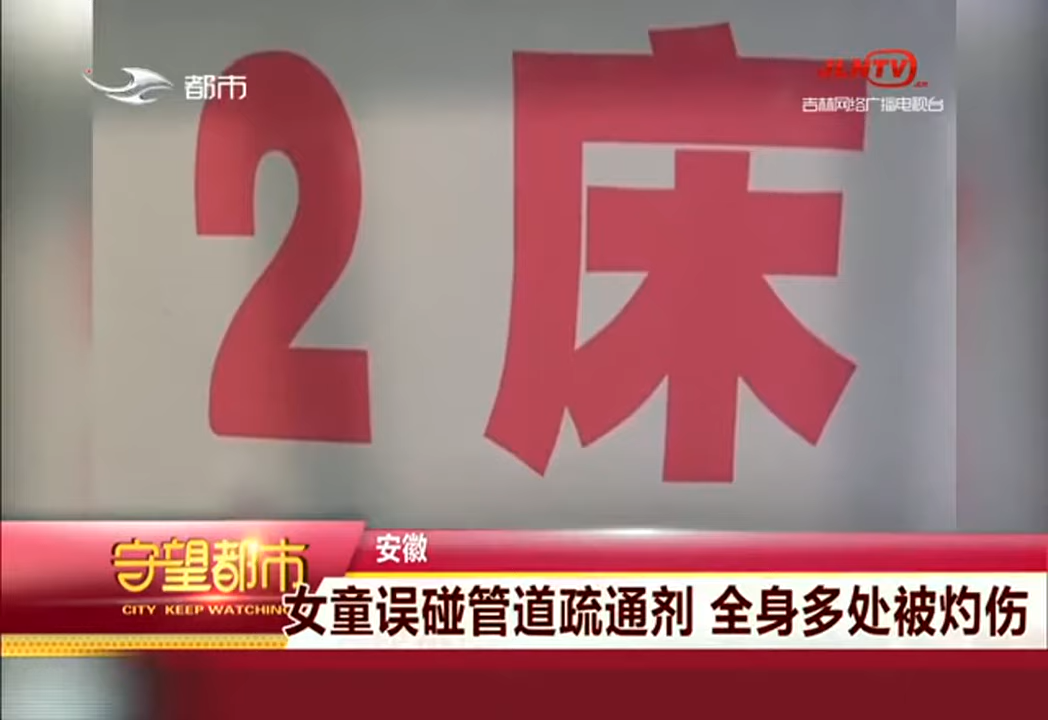 都市
JLNTV
吉林网络广播电视台
2床
守望都市
CITY KEEP WATCHING
安徽
女童误碰管道疏通剂 全身多处被灼伤